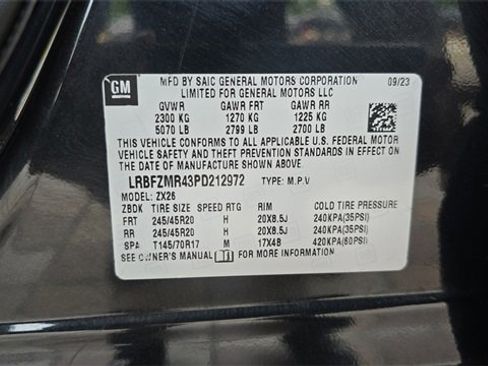 GM
MFD BY SAIC GENERAL MOTORS CORPORATION 09/23
LIMITED FOR GENERAL MOTORS LLC
GVWR GAWR FRT GAWR RR
2300 KG 1270 KG 1225 KG
5070 LB 2799 LB 2700 LB
THIS VEHICLE CONFORMS TO ALL APPLICABLE U.S. FEDERAL MOTOR
VEHICLE SAFETY AND THEFT PREVENTION STANDARDS IN EFFECT ON THE
DATE OF MANUFACTURE SHOWN ABOVE.
LRBFZMR43PD212972 TYPE: M.P.V
MODEL: ZX26
ZBDK TIRE SIZE SPEED RTG RIM COLD TIRE PRESSURE
FRT 245/45R20 H 20X8.5J 240KPA(35PSI)
RR 245/45R20 H 20X8.5J 240KPA(35PSI)
SPA T145/70R17 M 17X4B 420KPA(60PSI)
SEE OWNER'S MANUAL FOR MORE INFORMATION.